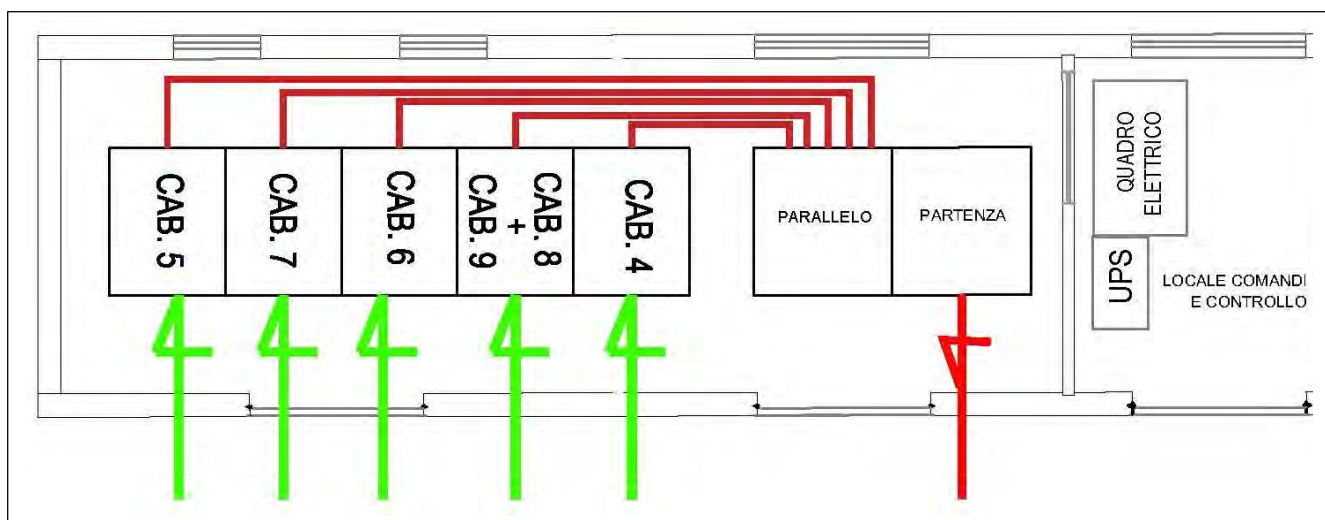 CAB. 5
CAB. 7
CAB. 6
CAB. 8
+
CAB. 9
CAB. 4
PARALLELO
PARTENZA
QUADRO
ELETTRICO
UPS
LOCALE COMANDI
E CONTROLLO